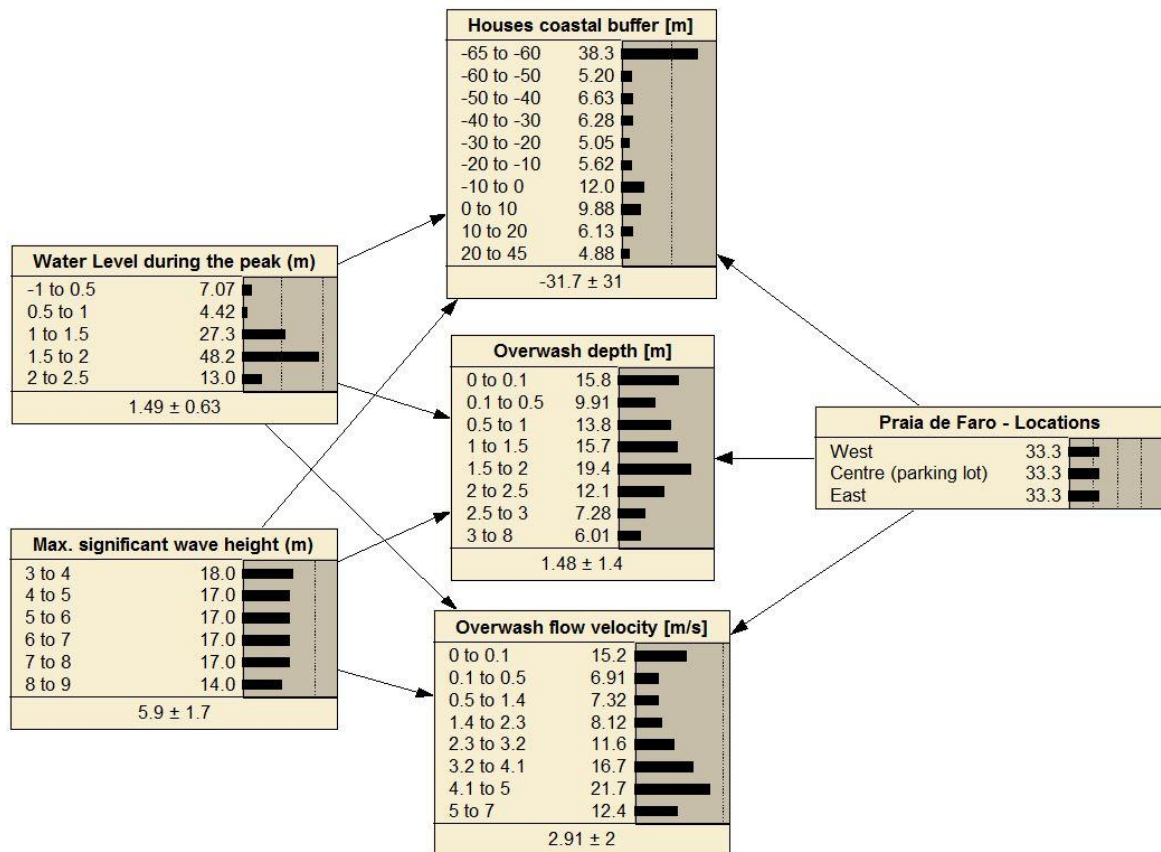 Houses coastal buffer [m]
-65 to -60 38.3
-60 to -50 5.20
-50 to -40 6.63
-40 to -30 6.28
-30 to -20 5.05
-20 to -10 5.62
-10 to 0 12.0
0 to 10 9.88
10 to 20 6.13
20 to 45 4.88
-31.7 ± 31
Water Level during the peak (m)
-1 to 0.5 7.07
0.5 to 1 4.42
1 to 1.5 27.3
1.5 to 2 48.2
2 to 2.5 13.0
1.49 ± 0.63
Overwash depth [m]
0 to 0.1 15.8
0.1 to 0.5 9.91
0.5 to 1 13.8
1 to 1.5 15.7
1.5 to 2 19.4
2 to 2.5 12.1
2.5 to 3 7.28
3 to 8 6.01
1.48 ± 1.4
Praia de Faro - Locations
West 33.3
Centre (parking lot) 33.3
East 33.3
Max. significant wave height (m)
3 to 4 18.0
4 to 5 17.0
5 to 6 17.0
6 to 7 17.0
7 to 8 17.0
8 to 9 14.0
5.9 ± 1.7
Overwash flow velocity [m/s]
0 to 0.1 15.2
0.1 to 0.5 6.91
0.5 to 1.4 7.32
1.4 to 2.3 8.12
2.3 to 3.2 11.6
3.2 to 4.1 16.7
4.1 to 5 21.7
5 to 7 12.4
2.91 ± 2